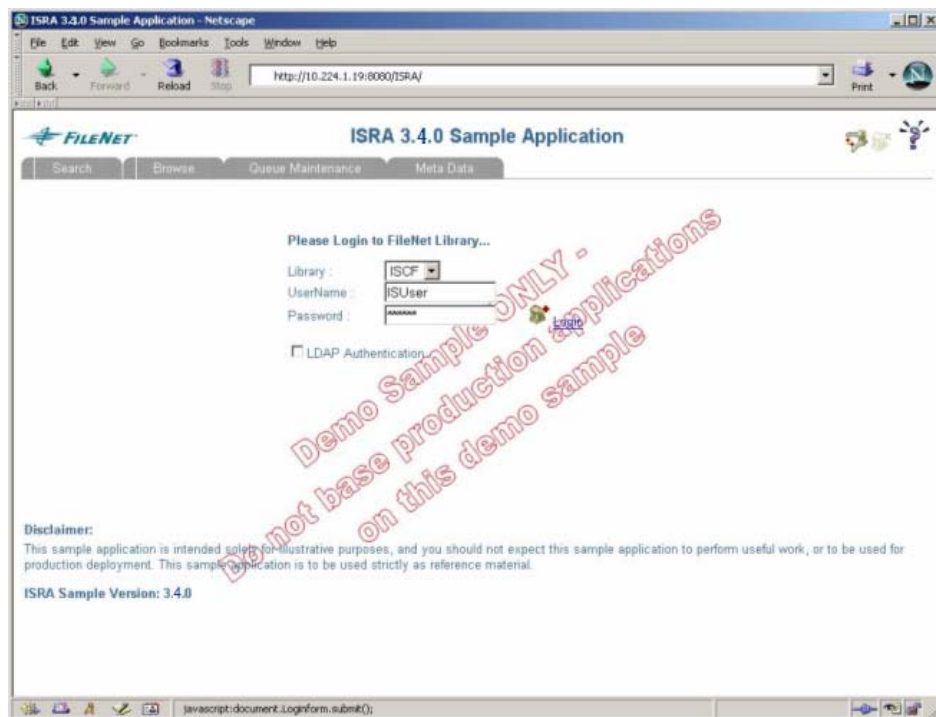 ISRA 3.4.0 Sample Application - Netscape
File Edit View Go Bookmarks Tools Window Help
Back Forward Reload Stop http://10.224.1.19:8080/ISRA/ Print
FILENET
ISRA 3.4.0 Sample Application
Search Browse Queue Maintenance Meta Data
Please Login to FileNet Library...
Library : ISCF
UserName : ISUser
Password : ******
Login
LDAP Authentication
Demo Sample ONLY -
Do not base production applications
on this demo sample
Disclaimer:
This sample application is intended solely for illustrative purposes, and you should not expect this sample application to perform useful work, or to be used for
production deployment. This sample application is to be used strictly as reference material.
ISRA Sample Version: 3.4.0
javascript:document.Loginform.submit();